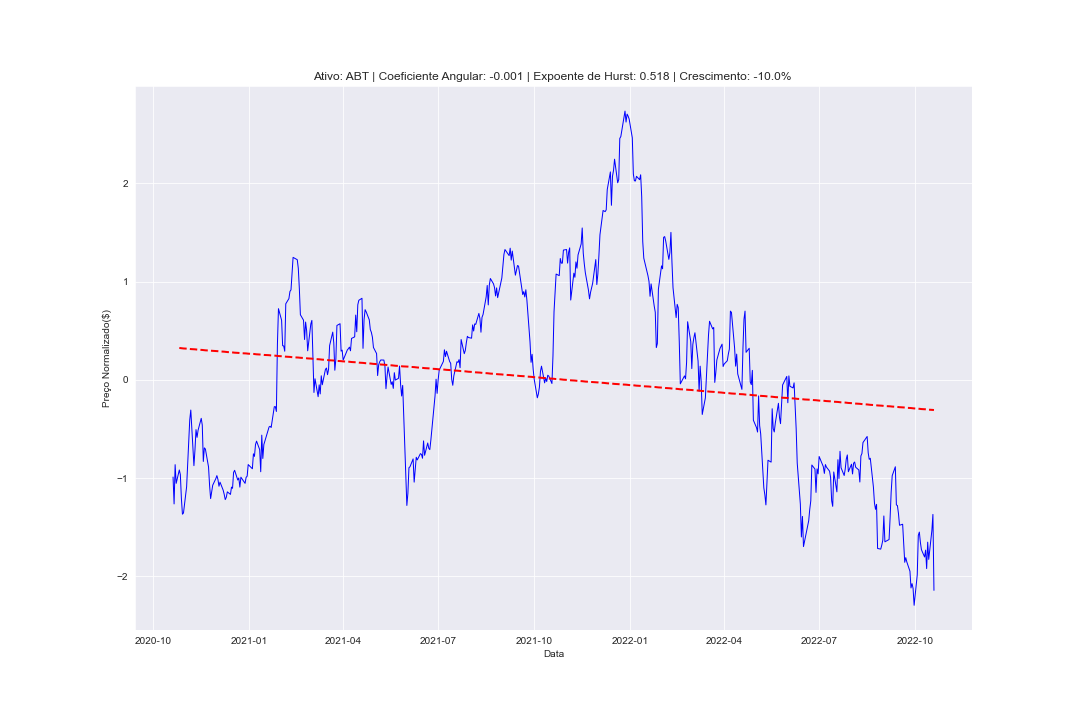 Ativo: ABT | Coeficiente Angular: -0.001 | Expoente de Hurst: 0.518 | Crescimento: -10.0%
Preço Normalizado($)
2
1
0
−1
−2
2020-10 2021-01 2021-04 2021-07 2021-10 2022-01 2022-04 2022-07 2022-10
Data